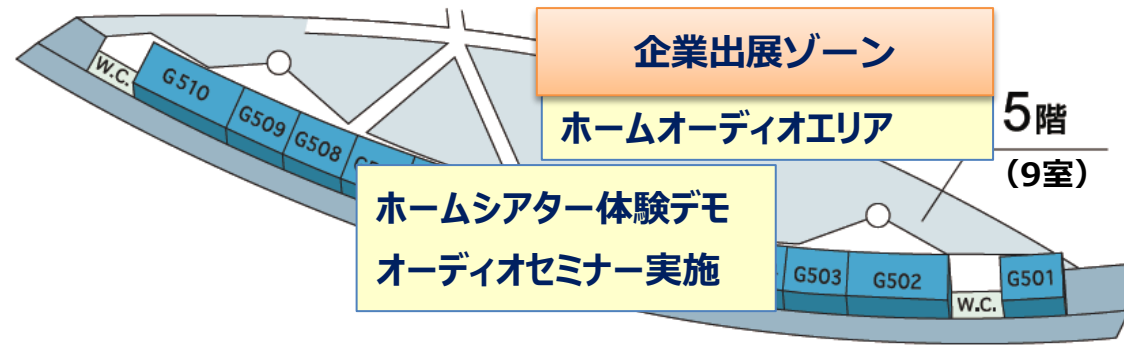 企業出展ゾーン
ホームオーディオエリア
5階
（9室）
W.C.
G510
G509
G508
ホームシアター体験デモ
オーディオセミナー実施
G503
G502
W.C.
G501